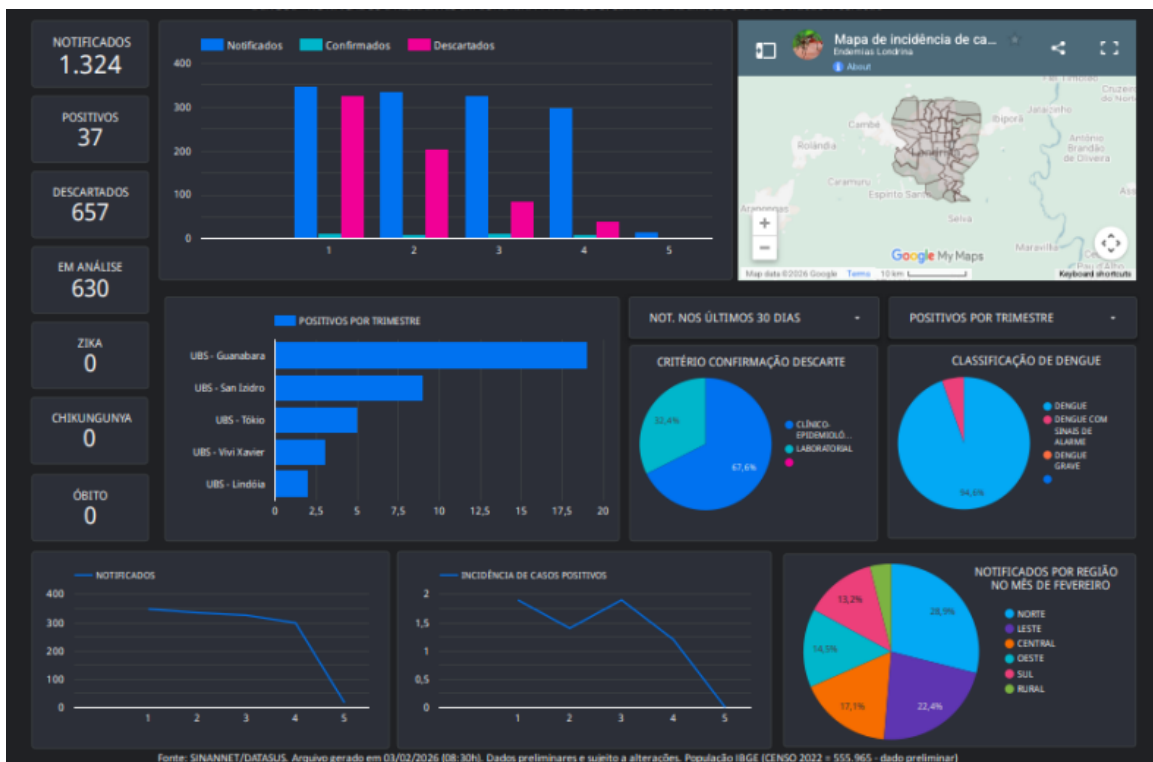 NOTIFICADOS
1.324
POSITIVOS
37
DESCARTADOS
657
EM ANÁLISE
630
ZIKA
0
CHIKUNGUNYA
0
ÓBITO
0
Notificados Confirmados Descartados
400
300
200
100
0
1 2 3 4 5
Mapa de incidência de ca...
Endemias Londrina
About
Cruzeiro
do Norte
Jataizinho
Ibiporã
Cambé
Rolândia
Londrina
Antônio
Brandão
de Oliveira
Caramuru
Espírito Santo
Arapongas
Selva
Maravilha
+
−
Google My Maps
Map data ©2026 Google Terms 10 km Keyboard shortcuts
POSITIVOS POR TRIMESTRE
UBS - Guanabara
UBS - San Izidro
UBS - Tókio
UBS - Vivi Xavier
UBS - Lindóia
0 2,5 5 7,5 10 12,5 15 17,5 20
NOT. NOS ÚLTIMOS 30 DIAS
POSITIVOS POR TRIMESTRE
CRITÉRIO CONFIRMAÇÃO DESCARTE
32,4%
67,6%
CLÍNICO-
EPIDEMIOLÓ...
LABORATORIAL
CLASSIFICAÇÃO DE DENGUE
94,6%
DENGUE
DENGUE COM
SINAIS DE
ALARME
DENGUE
GRAVE
NOTIFICADOS
400
300
200
100
0
1 2 3 4 5
INCIDÊNCIA DE CASOS POSITIVOS
2
1,5
1
0,5
0
1 2 3 4 5
NOTIFICADOS POR REGIÃO
NO MÊS DE FEVEREIRO
28,9%
22,4%
17,1%
14,5%
13,2%
NORTE
LESTE
CENTRAL
OESTE
SUL
RURAL
Fonte: SINANNET/DATASUS. Arquivo gerado em 03/02/2026 (08:30h). Dados preliminares e sujeito a alterações. População IBGE (CENSO 2022 = 555.965 - dado preliminar)